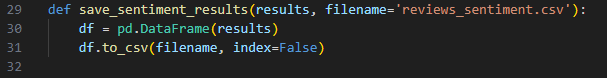 29 def save_sentiment_results(results, filename='reviews_sentiment.csv'):
30     df = pd.DataFrame(results)
31     df.to_csv(filename, index=False)
32